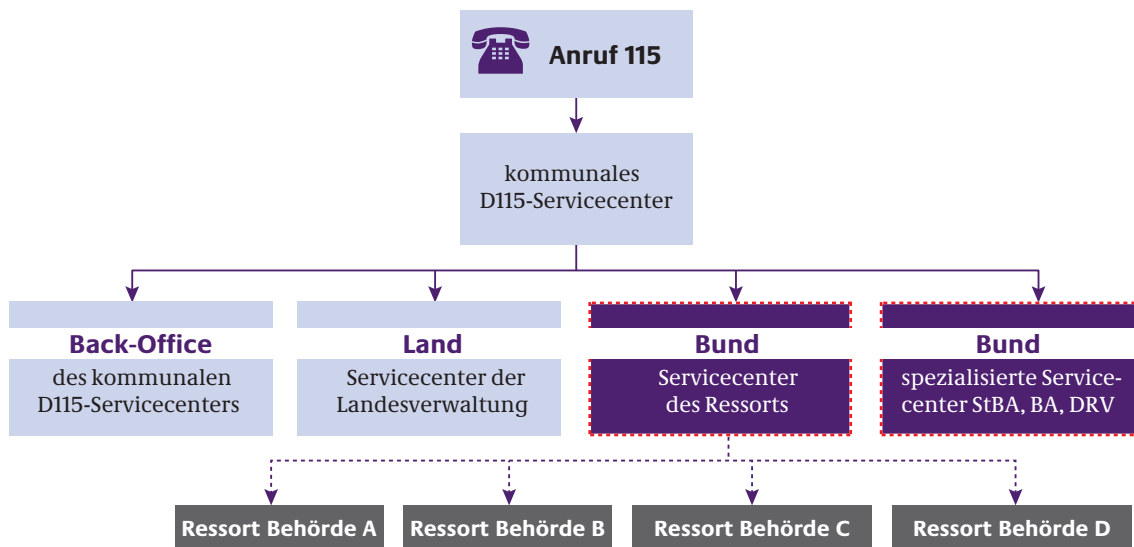 Anruf 115
kommunales
D115-Servicecenter
Back-Office
des kommunalen
D115-Servicecenters
Land
Servicecenter der
Landesverwaltung
Bund
Servicecenter
des Ressorts
Bund
spezialisierte Service-
center StBA, BA, DRV
Ressort Behörde A
Ressort Behörde B
Ressort Behörde C
Ressort Behörde D